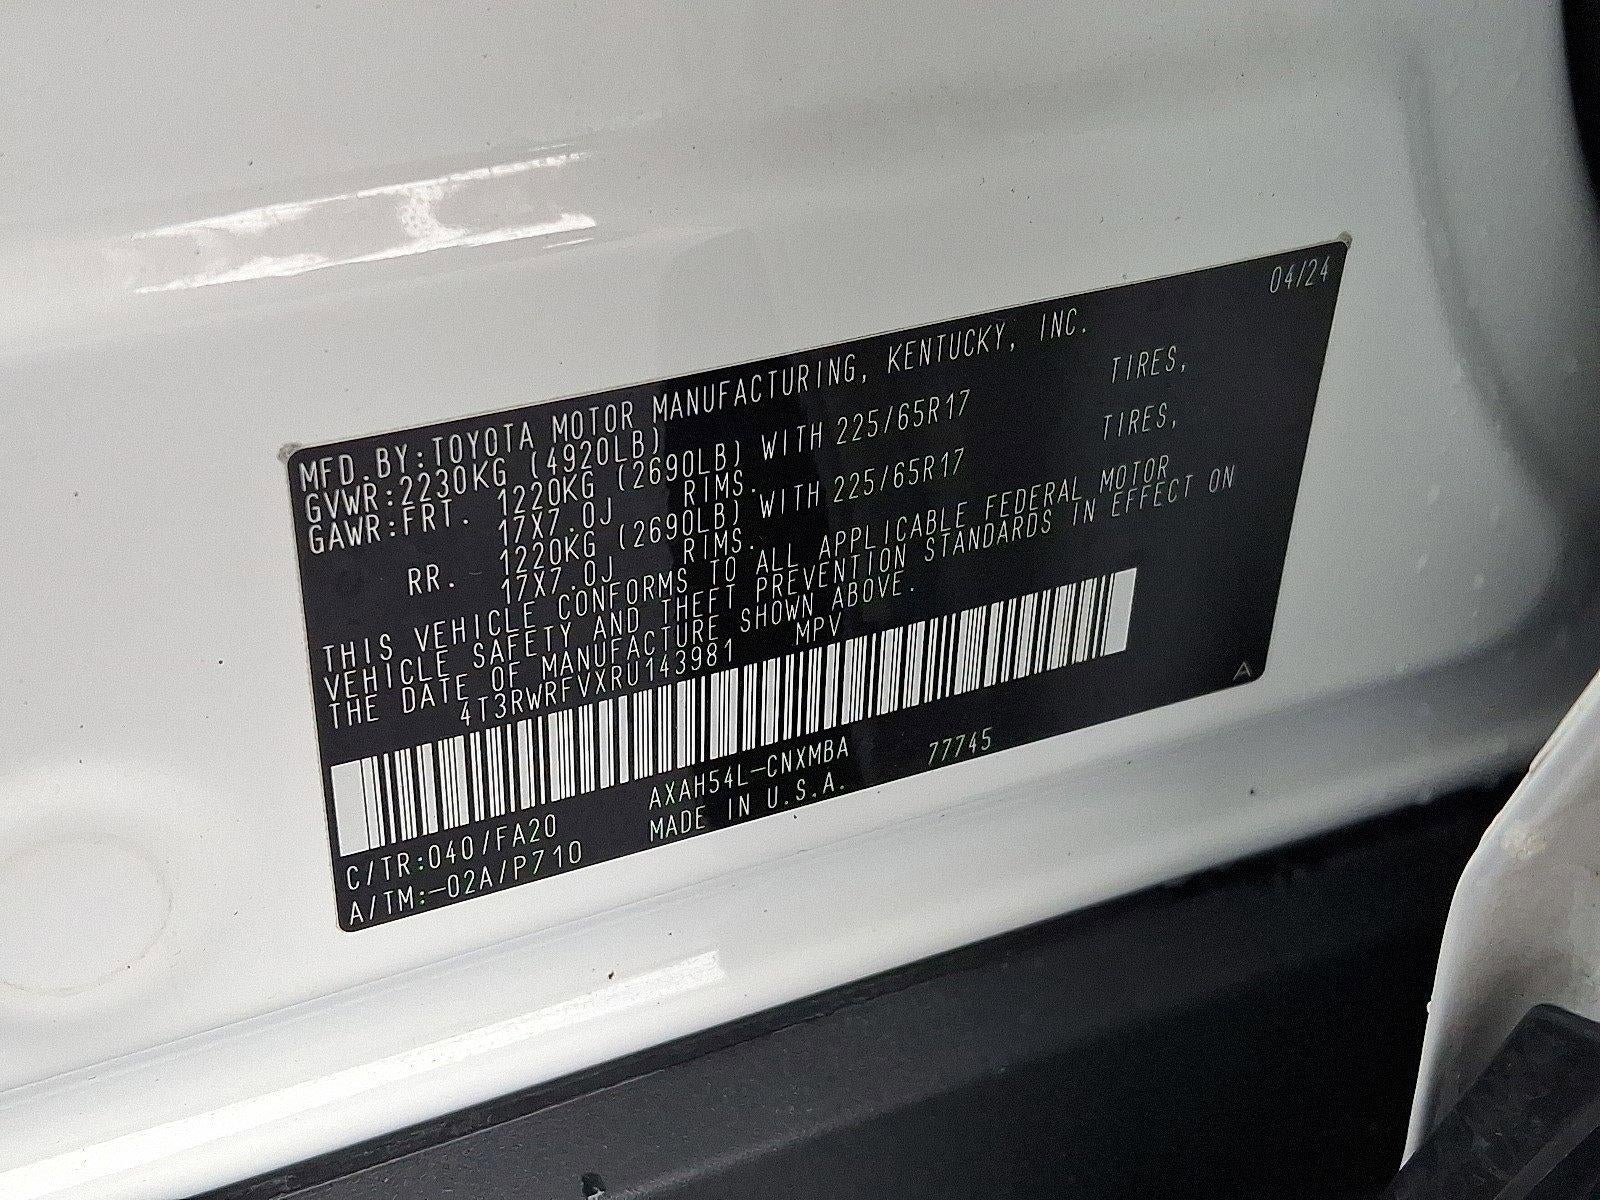 04/24
MFD.BY:TOYOTA MOTOR MANUFACTURING, KENTUCKY, INC.
GVWR:2230KG (4920LB)
GAWR:FRT. 1220KG (2690LB) WITH 225/65R17 TIRES,
17X7.0J RIMS.
RR. 1220KG (2690LB) WITH 225/65R17 TIRES,
17X7.0J RIMS.
THIS VEHICLE CONFORMS TO ALL APPLICABLE FEDERAL MOTOR
VEHICLE SAFETY AND THEFT PREVENTION STANDARDS IN EFFECT ON
THE DATE OF MANUFACTURE SHOWN ABOVE.
4T3RWRFVXRU143981 MPV
A
C/TR:040/FA20 AXAH54L-CNXMBA 77745
A/TM:-02A/P710 MADE IN U.S.A.